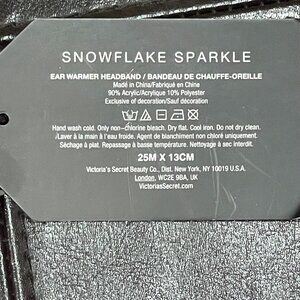 SNOWFLAKE SPARKLE
EAR WARMER HEADBAND / BANDEAU DE CHAUFFE-OREILLE
Made in China/Fabriqué en Chine
90% Acrylic/Acrylique 10% Polyester
Exclusive of decoration/Sauf décoration
Hand wash cold. Only non-chlorine bleach. Dry flat. Cool iron. Do not dry clean.
/Laver à la main à l'eau froide. Agent de blanchiment non chloré uniquement.
Séchage à plat. Repassage à basse température. Nettoyage à sec interdit.
25M X 13CM
Victoria's Secret Beauty Co., Dist. New York, NY 10019 U.S.A.
London, WC2E 9BA, UK
VictoriasSecret.com